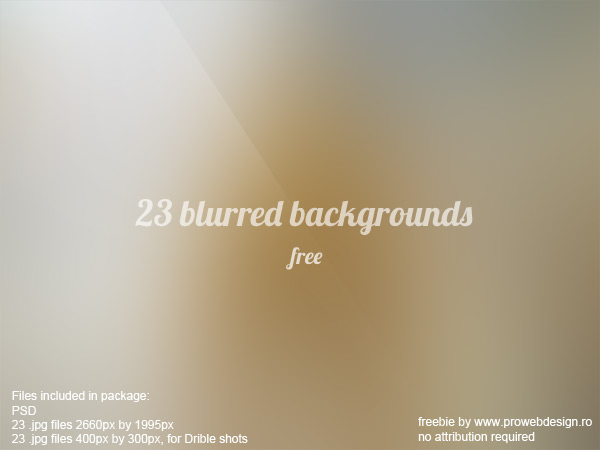 23 blurred backgrounds
free
Files included in package:
PSD
23 .jpg files 2660px by 1995px
23 .jpg files 400px by 300px, for Drible shots
freebie by www.prowebdesign.ro
no attribution required